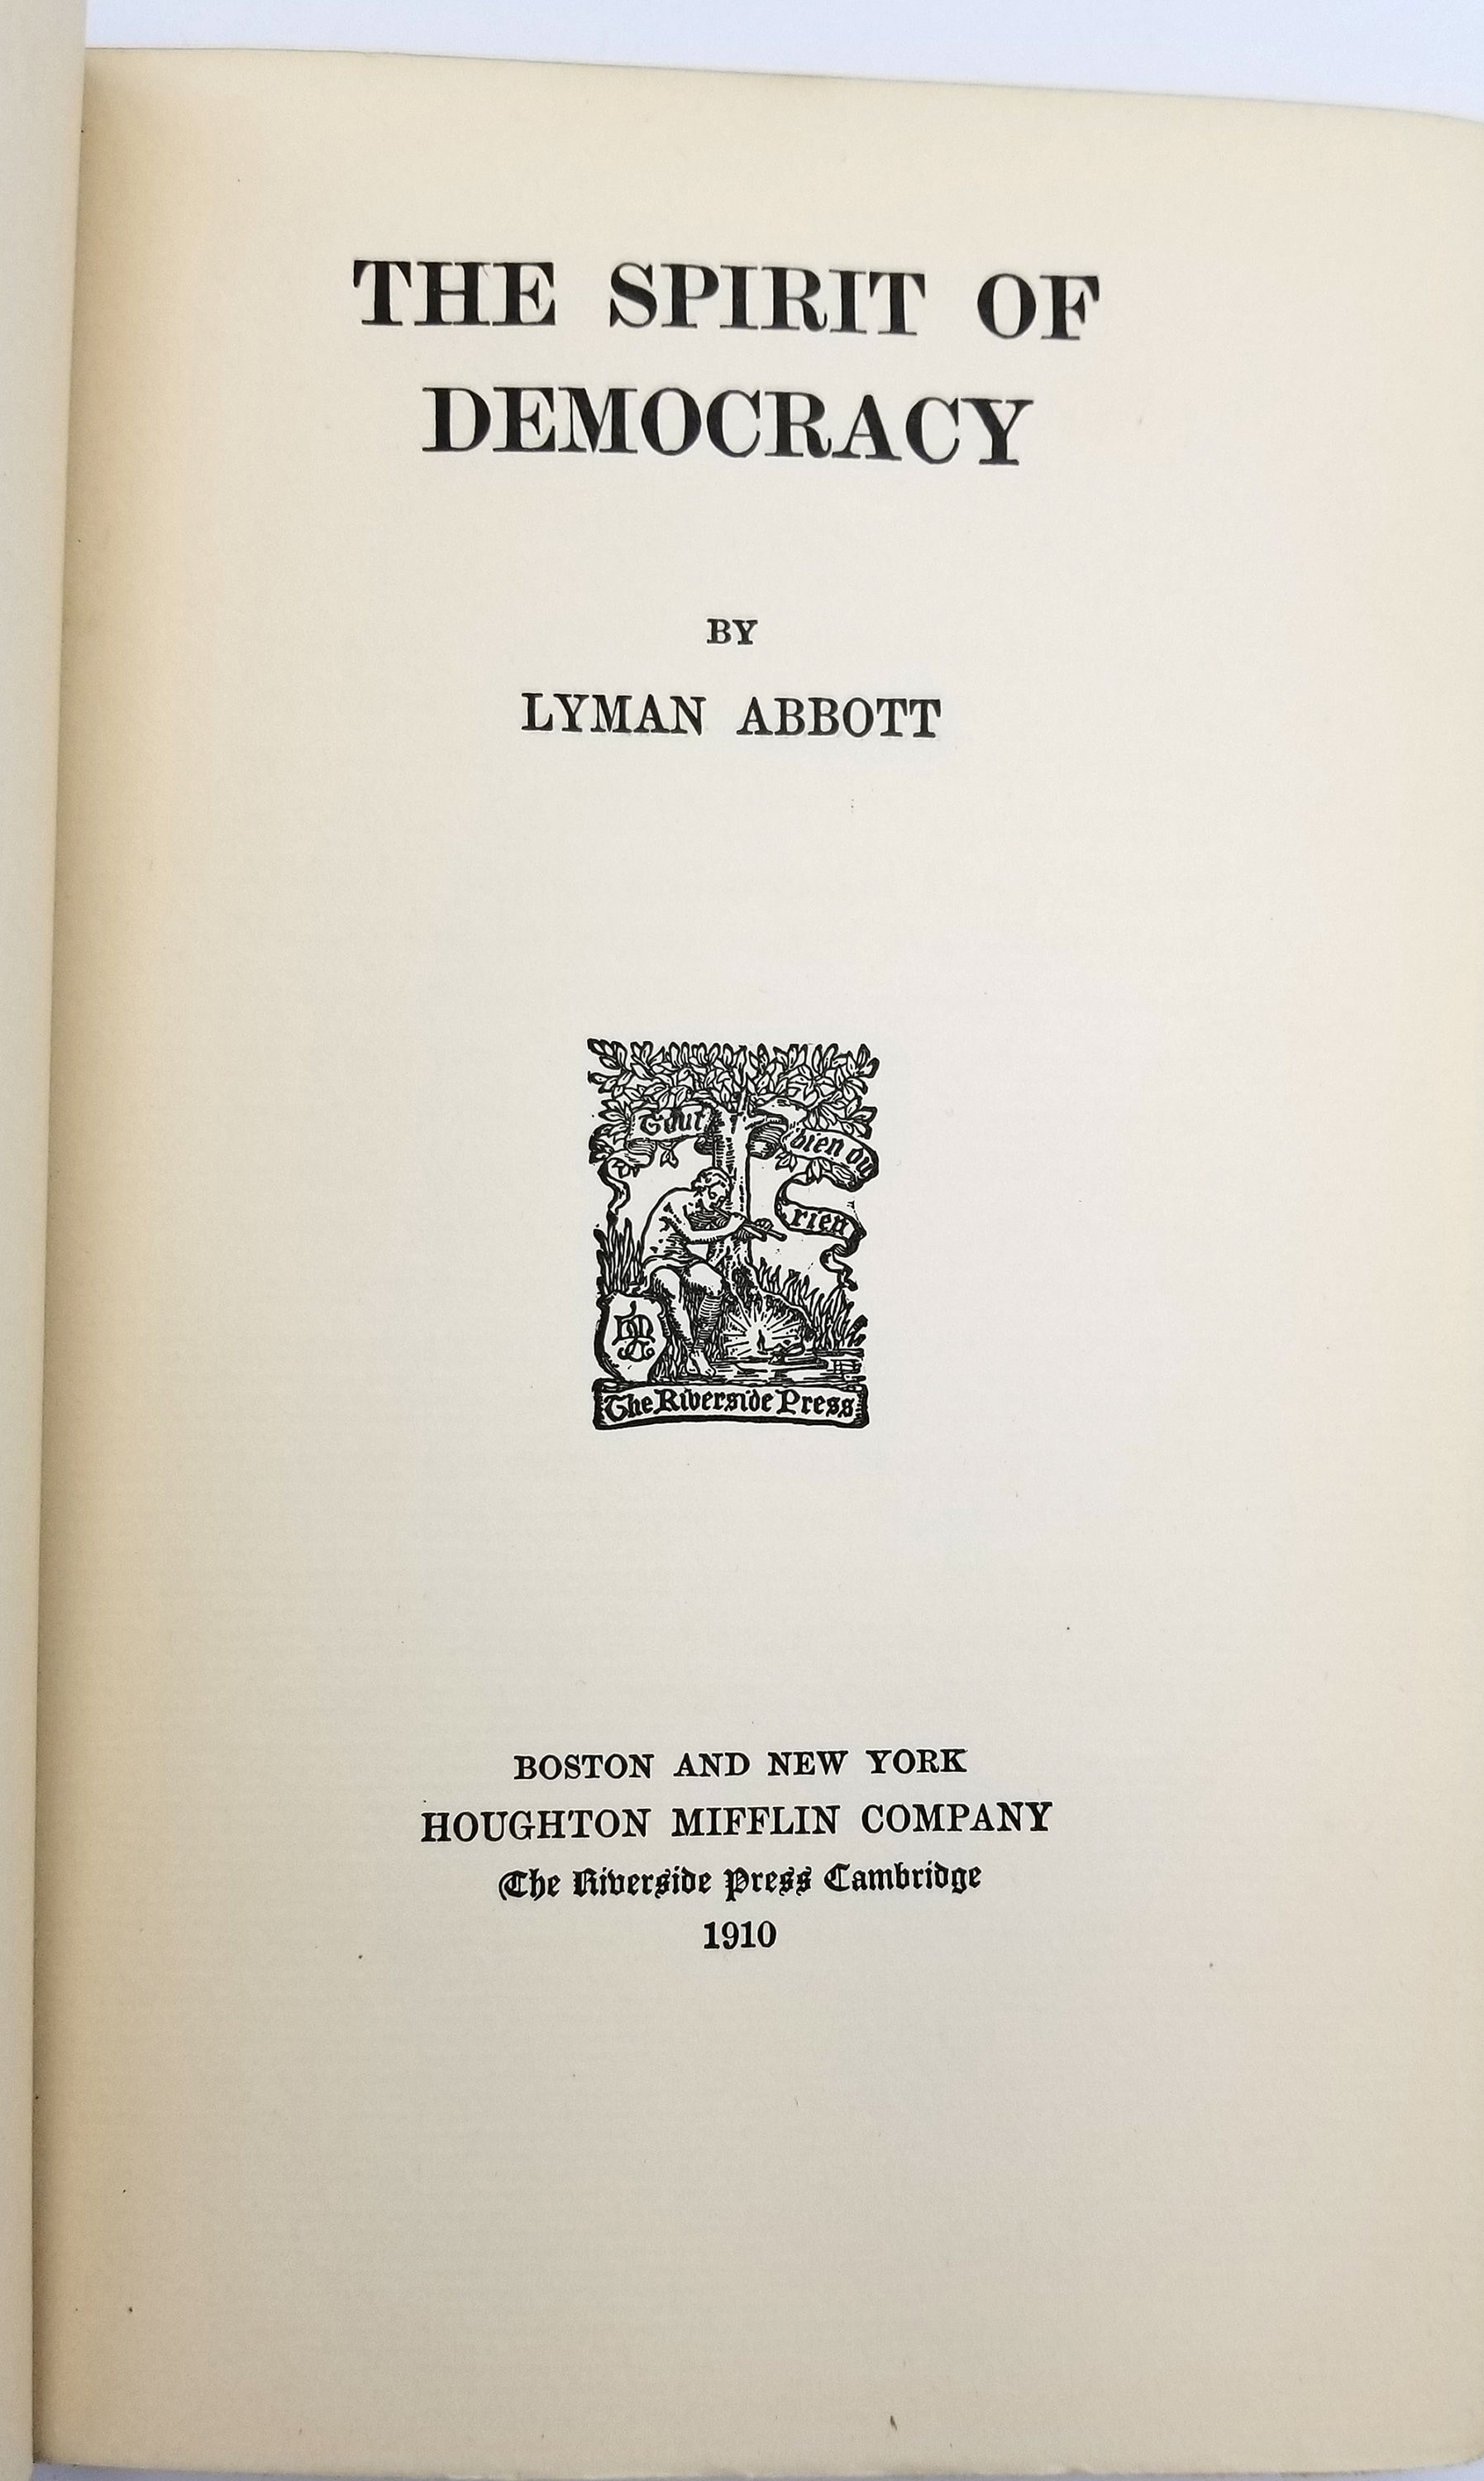 THE SPIRIT OF
DEMOCRACY
BY
LYMAN ABBOTT
Tout
bien ou
rien
The Riverside Press
BOSTON AND NEW YORK
HOUGHTON MIFFLIN COMPANY
The Riverside Press Cambridge
1910